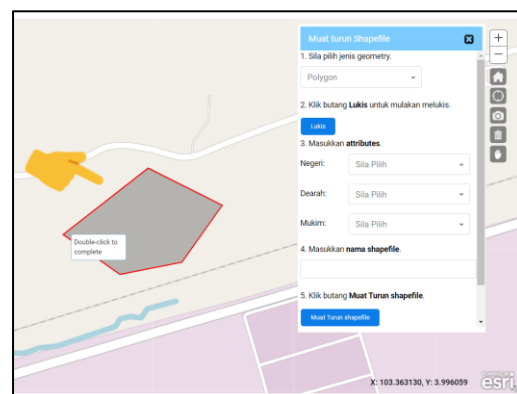 Muat turun Shapefile
1. Sila pilih jenis geometry.
Polygon
2. Klik butang Lukis untuk mulakan melukis.
Lukis
3. Masukkan attributes.
Negeri: Sila Pilih
Dearah: Sila Pilih
Mukim: Sila Pilih
4. Masukkan nama shapefile.
5. Klik butang Muat Turun shapefile.
Muat Turun shapefile
Double-click to
complete
X: 103.363130, Y: 3.996059
esri